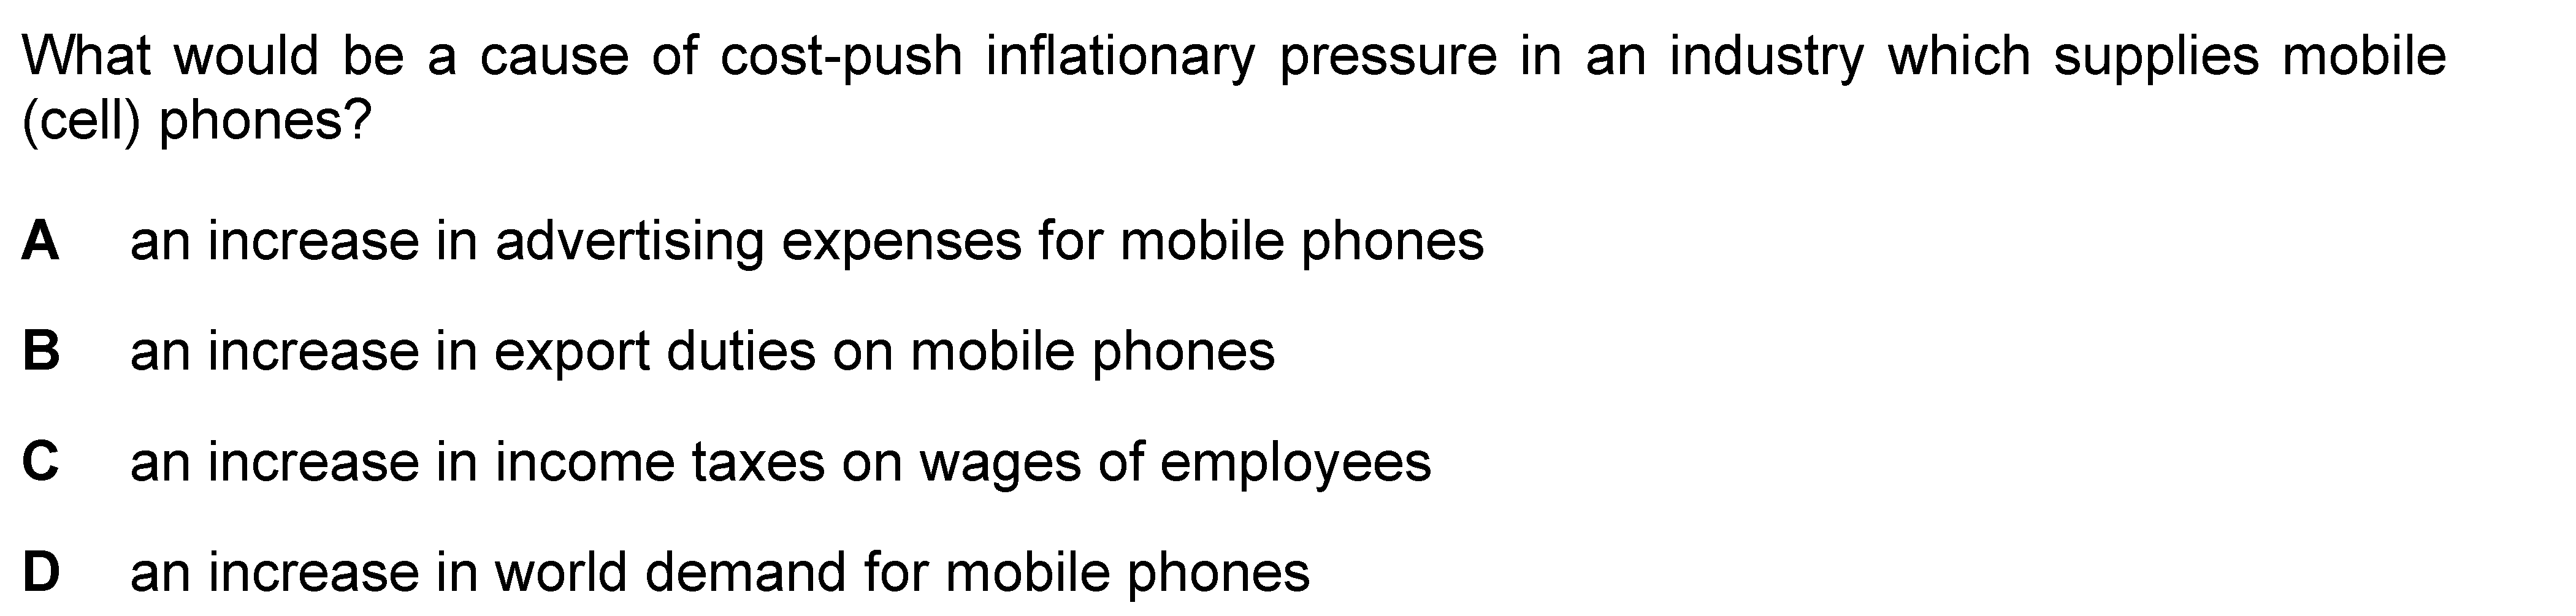 What would be a cause of cost-push inflationary pressure in an industry which supplies mobile
(cell) phones?
A an increase in advertising expenses for mobile phones
B an increase in export duties on mobile phones
C an increase in income taxes on wages of employees
D an increase in world demand for mobile phones